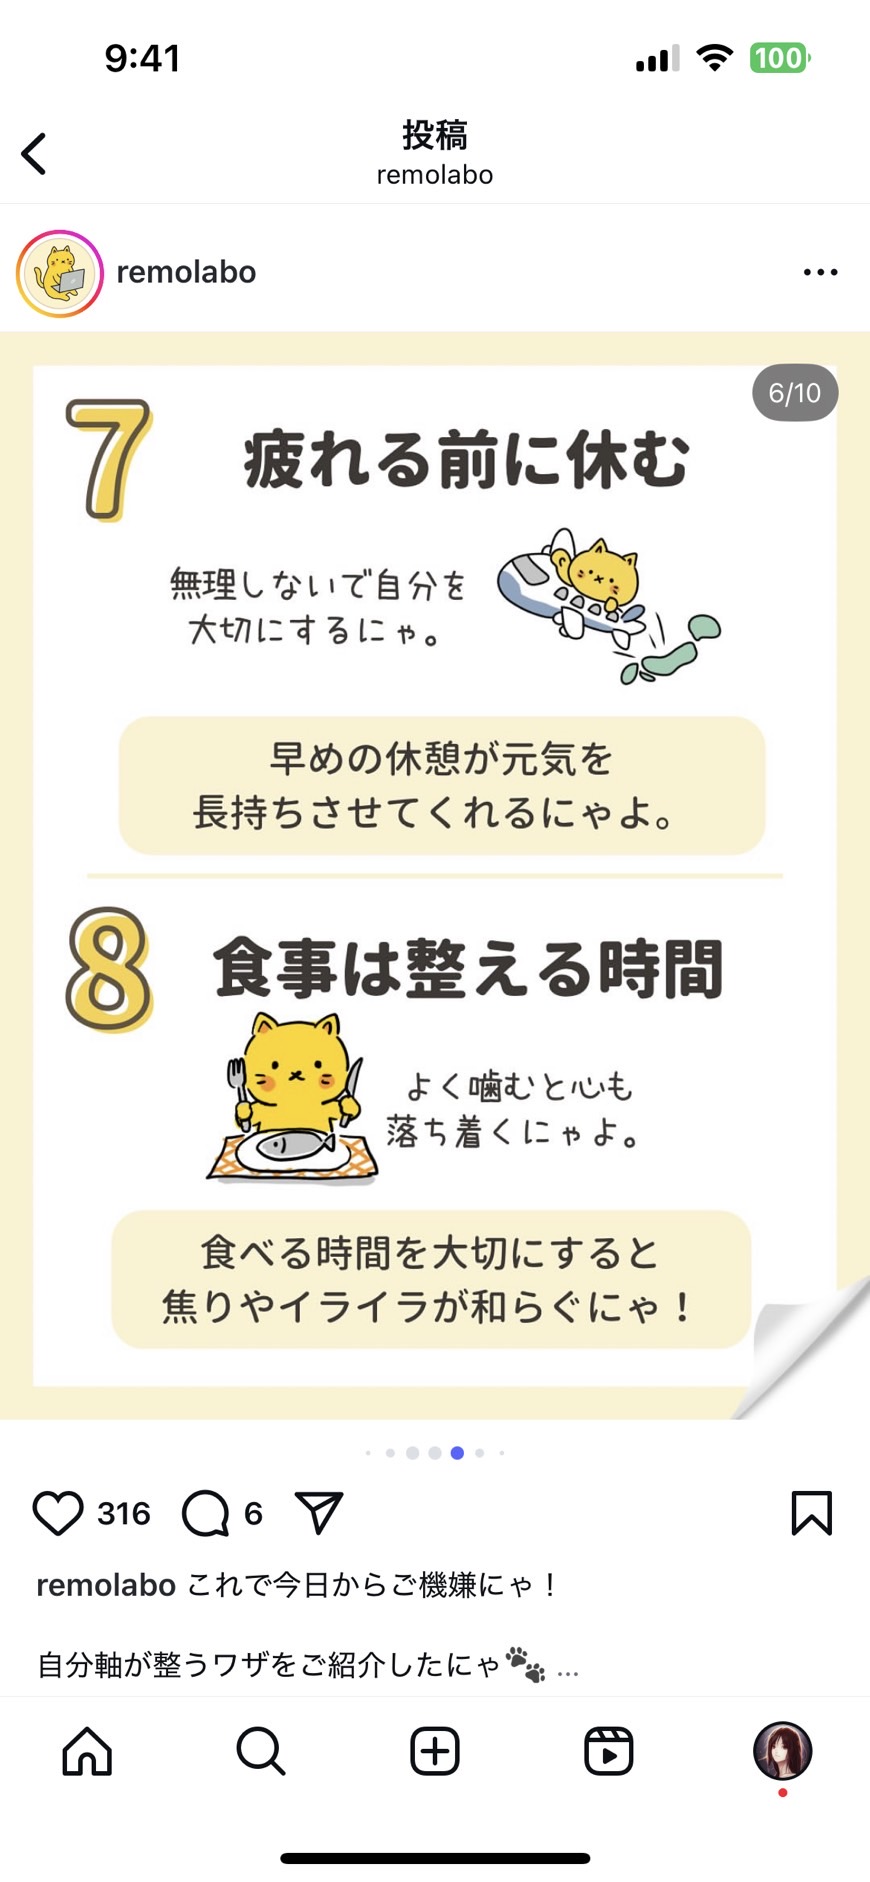 9:41
100
投稿
remolabo
remolabo
6/10
7
疲れる前に休む
無理しないで自分を
大切にするにゃ。
早めの休憩が元気を
長持ちさせてくれるにゃよ。
8
食事は整える時間
よく噛むと心も
落ち着くにゃよ。
食べる時間を大切にすると
焦りやイライラが和らぐにゃ！
316
6
remolabo これで今日からご機嫌にゃ！
自分軸が整うワザをご紹介したにゃ🐾 ...